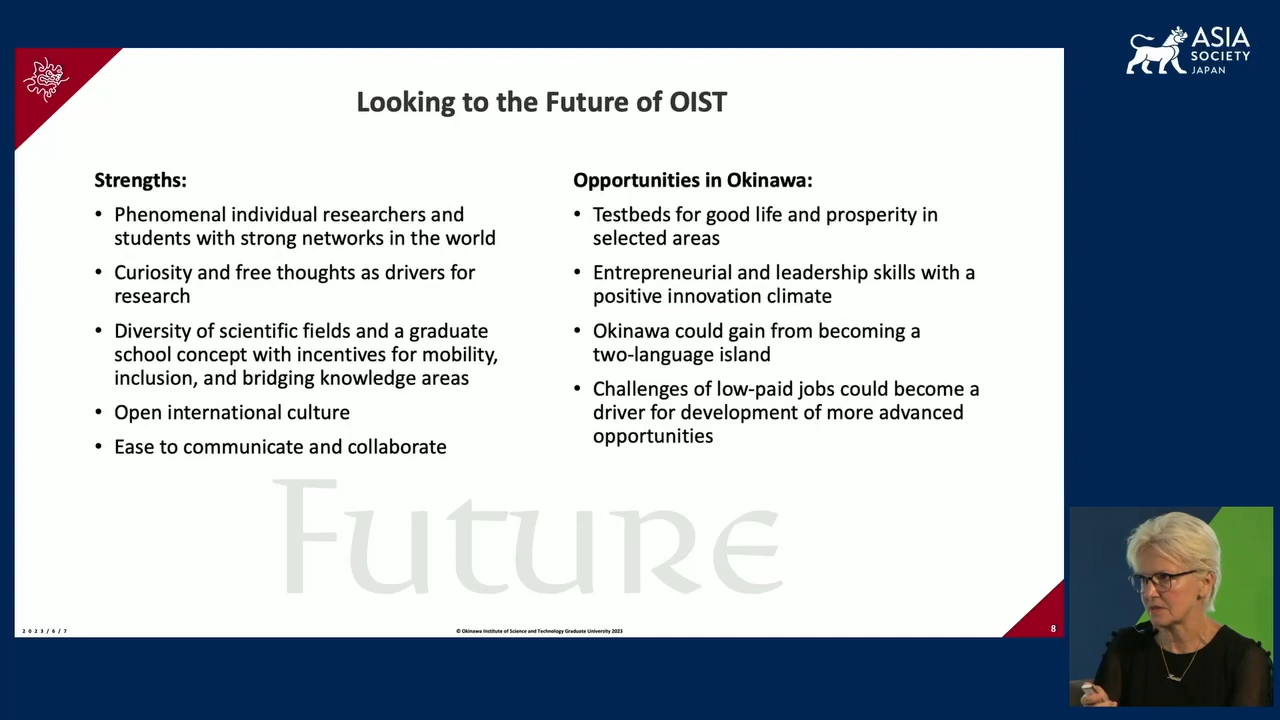 ASIA
SOCIETY
JAPAN
Looking to the Future of OIST
Strengths:
• Phenomenal individual researchers and
students with strong networks in the world
• Curiosity and free thoughts as drivers for
research
• Diversity of scientific fields and a graduate
school concept with incentives for mobility,
inclusion, and bridging knowledge areas
• Open international culture
• Ease to communicate and collaborate
Opportunities in Okinawa:
• Testbeds for good life and prosperity in
selected areas
• Entrepreneurial and leadership skills with a
positive innovation climate
• Okinawa could gain from becoming a
two-language island
• Challenges of low-paid jobs could become a
driver for development of more advanced
opportunities
Future
2023/6/7
© Okinawa Institute of Science and Technology Graduate University 2023
8